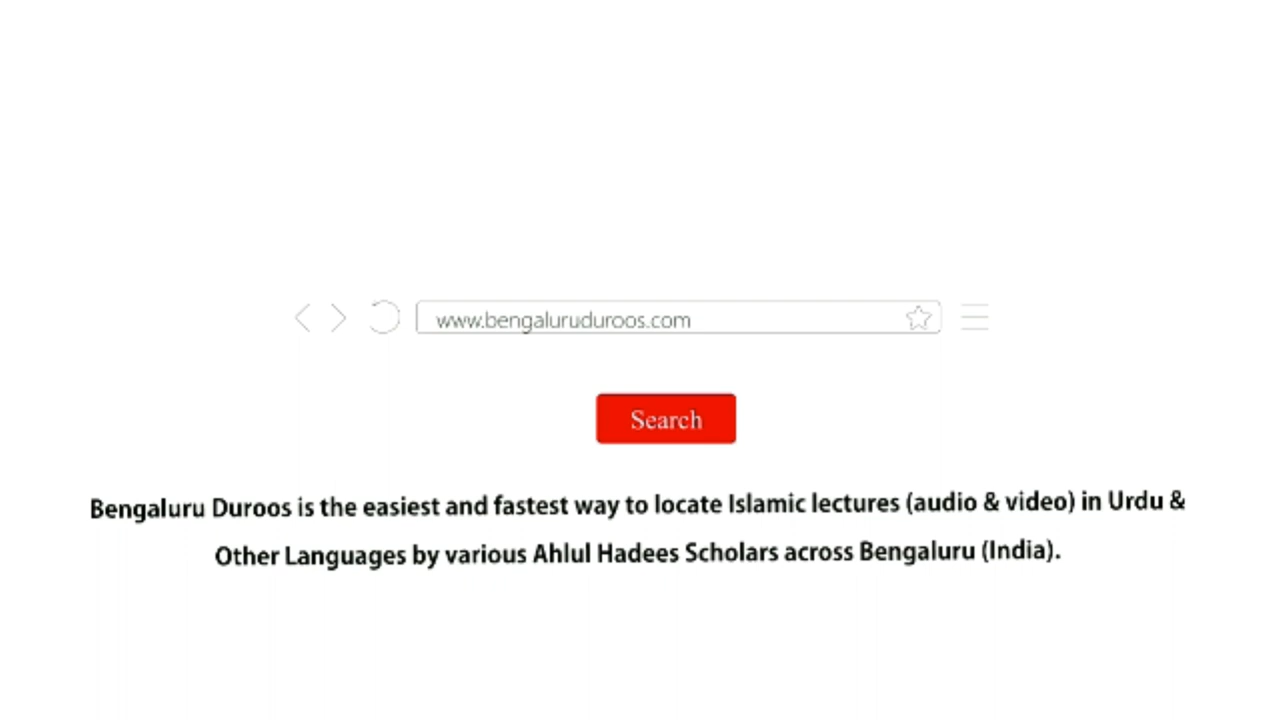 www.bengaluruduroos.com
Search
Bengaluru Duroos is the easiest and fastest way to locate Islamic lectures (audio & video) in Urdu &
Other Languages by various Ahlul Hadees Scholars across Bengaluru (India).